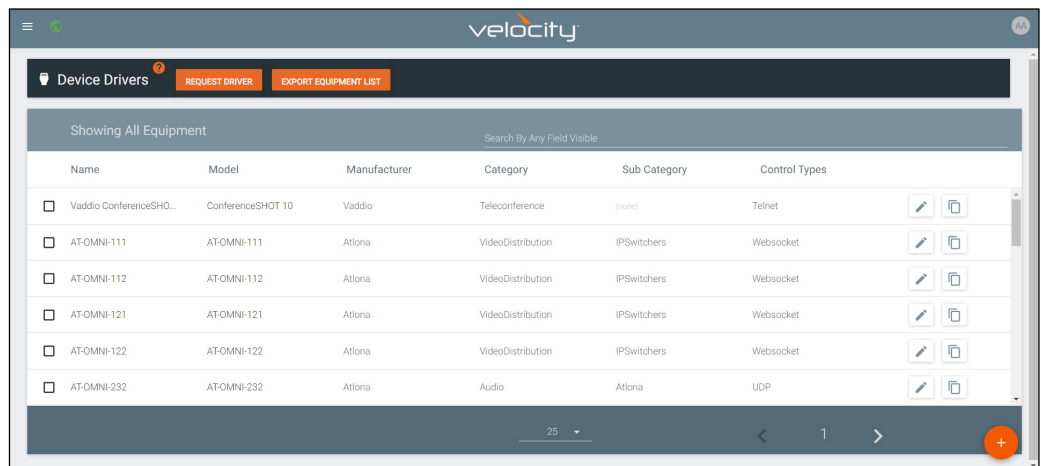 velocity
AA
Device Drivers ? REQUEST DRIVER EXPORT EQUIPMENT LIST
Showing All Equipment Search By Any Field Visible
Name Model Manufacturer Category Sub Category Control Types
Vaddio ConferenceSHO... ConferenceSHOT 10 Vaddio Teleconference (none) Telnet
AT-OMNI-111 AT-OMNI-111 Atlona VideoDistribution IPSwitchers Websocket
AT-OMNI-112 AT-OMNI-112 Atlona VideoDistribution IPSwitchers Websocket
AT-OMNI-121 AT-OMNI-121 Atlona VideoDistribution IPSwitchers Websocket
AT-OMNI-122 AT-OMNI-122 Atlona VideoDistribution IPSwitchers Websocket
AT-OMNI-232 AT-OMNI-232 Atlona Audio Atlona UDP
25 1